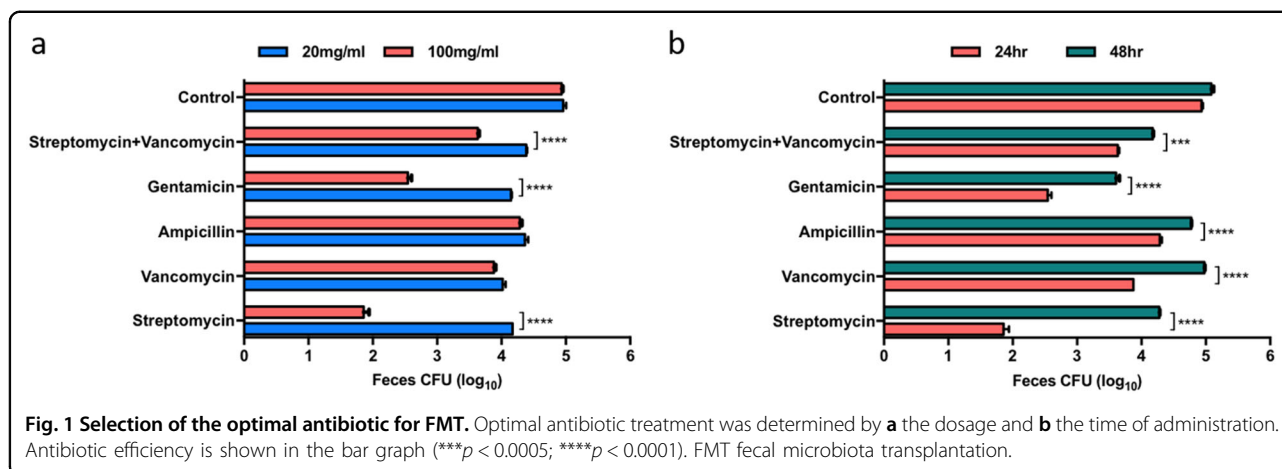 a
20mg/ml 100mg/ml
Control
Streptomycin+Vancomycin
****
Gentamicin
****
Ampicillin
Vancomycin
Streptomycin
****
0 1 2 3 4 5 6
Feces CFU (log10)
b
24hr 48hr
Control
Streptomycin+Vancomycin
***
Gentamicin
****
Ampicillin
****
Vancomycin
****
Streptomycin
****
0 1 2 3 4 5 6
Feces CFU (log10)
Fig. 1 Selection of the optimal antibiotic for FMT. Optimal antibiotic treatment was determined by a the dosage and b the time of administration.
Antibiotic efficiency is shown in the bar graph (***p < 0.0005; ****p < 0.0001). FMT fecal microbiota transplantation.